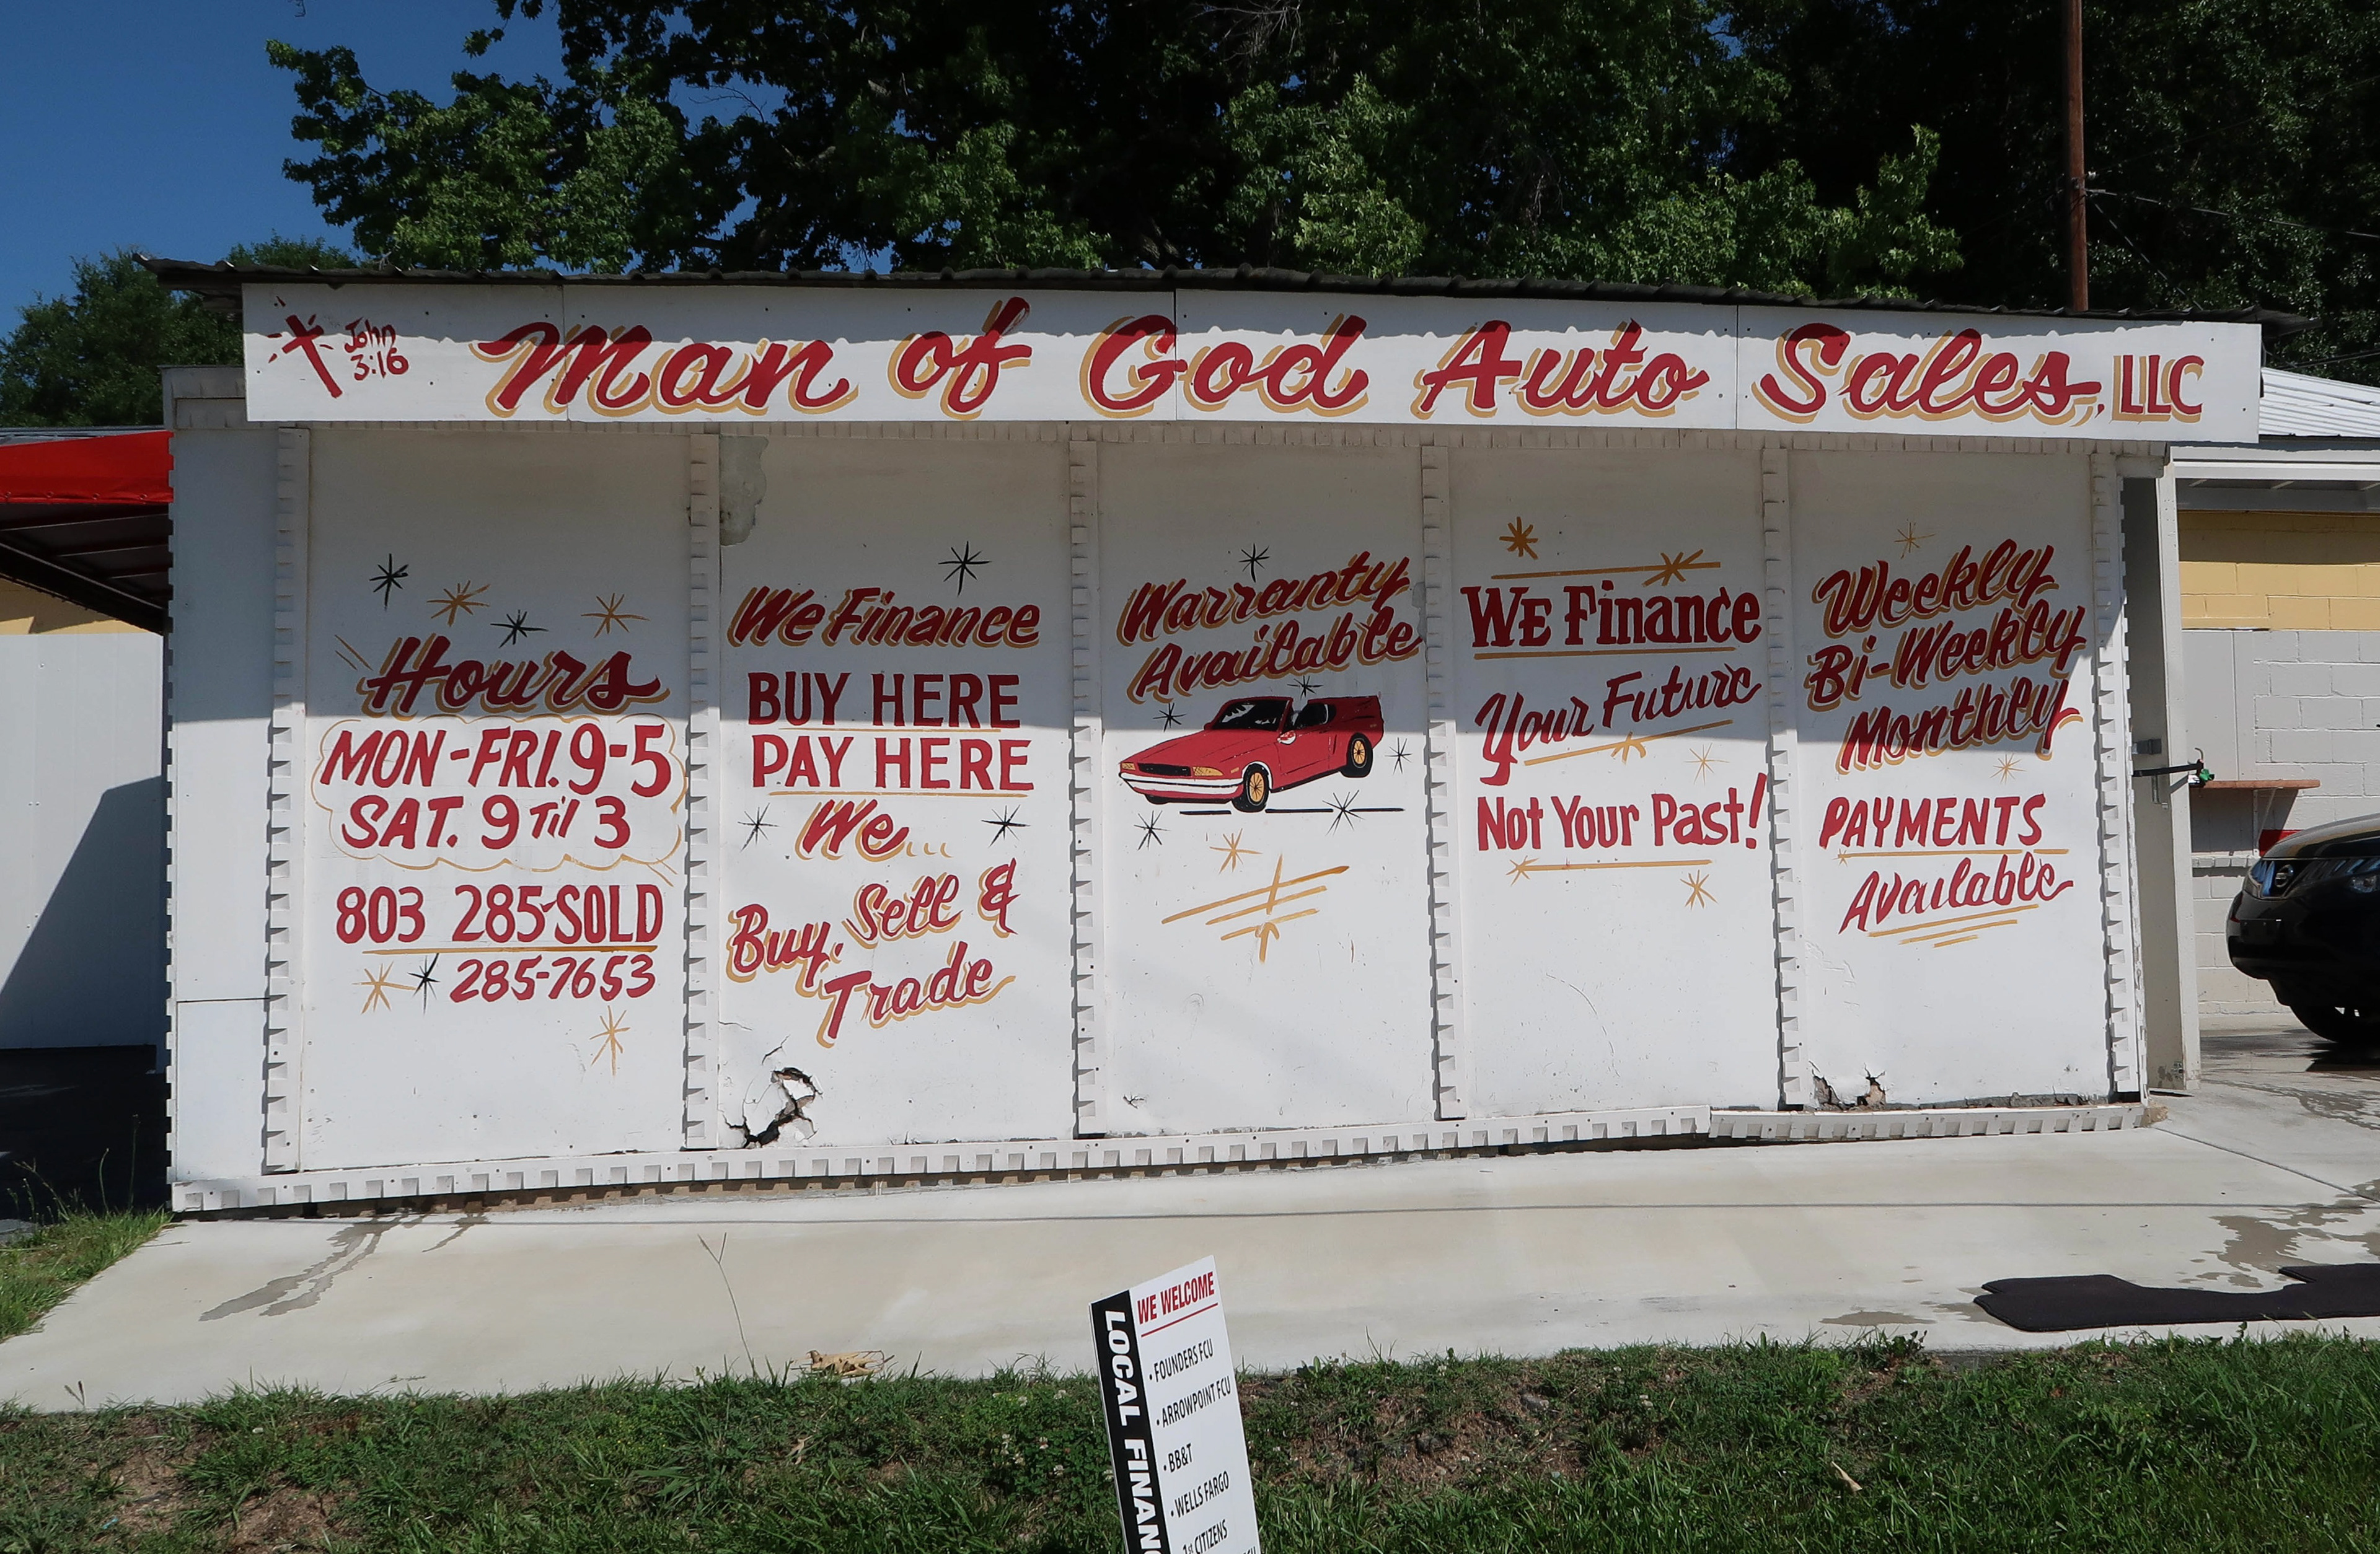 John
3:16
Man of God Auto Sales, LLC
Hours
MON-FRI. 9-5
SAT. 9 Til 3
803 285-SOLD
285-7653
We Finance
BUY HERE
PAY HERE
We...
Buy, Sell &
Trade
Warranty
Available
WE Finance
Your Future
Not Your Past!
Weekly
Bi-Weekly
Monthly
PAYMENTS
Available
WE WELCOME
LOCAL FINANC
• FOUNDERS FCU
• ARROWPOINT FCU
• BB&T
• WELLS FARGO
1st CITIZENS